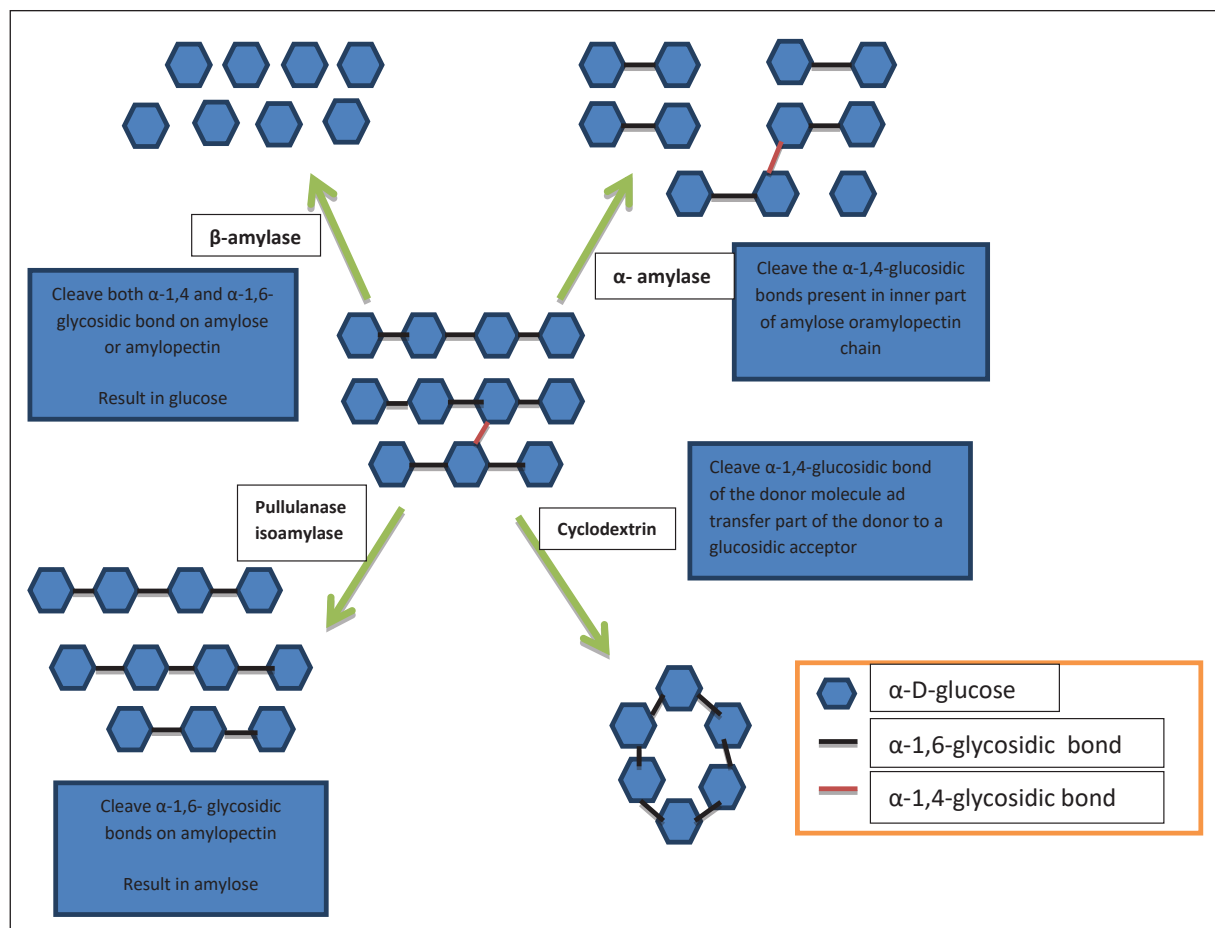 β-amylase
α- amylase
Cleave both α-1,4 and α-1,6-
glycosidic bond on amylose
or amylopectin
Result in glucose
Cleave the α-1,4-glucosidic
bonds present in inner part
of amylose oramylopectin
chain
Pullulanase
isoamylase
Cyclodextrin
Cleave α-1,4-glucosidic bond
of the donor molecule ad
transfer part of the donor to a
glucosidic acceptor
Cleave α-1,6- glycosidic
bonds on amylopectin
Result in amylose
α-D-glucose
α-1,6-glycosidic bond
α-1,4-glycosidic bond